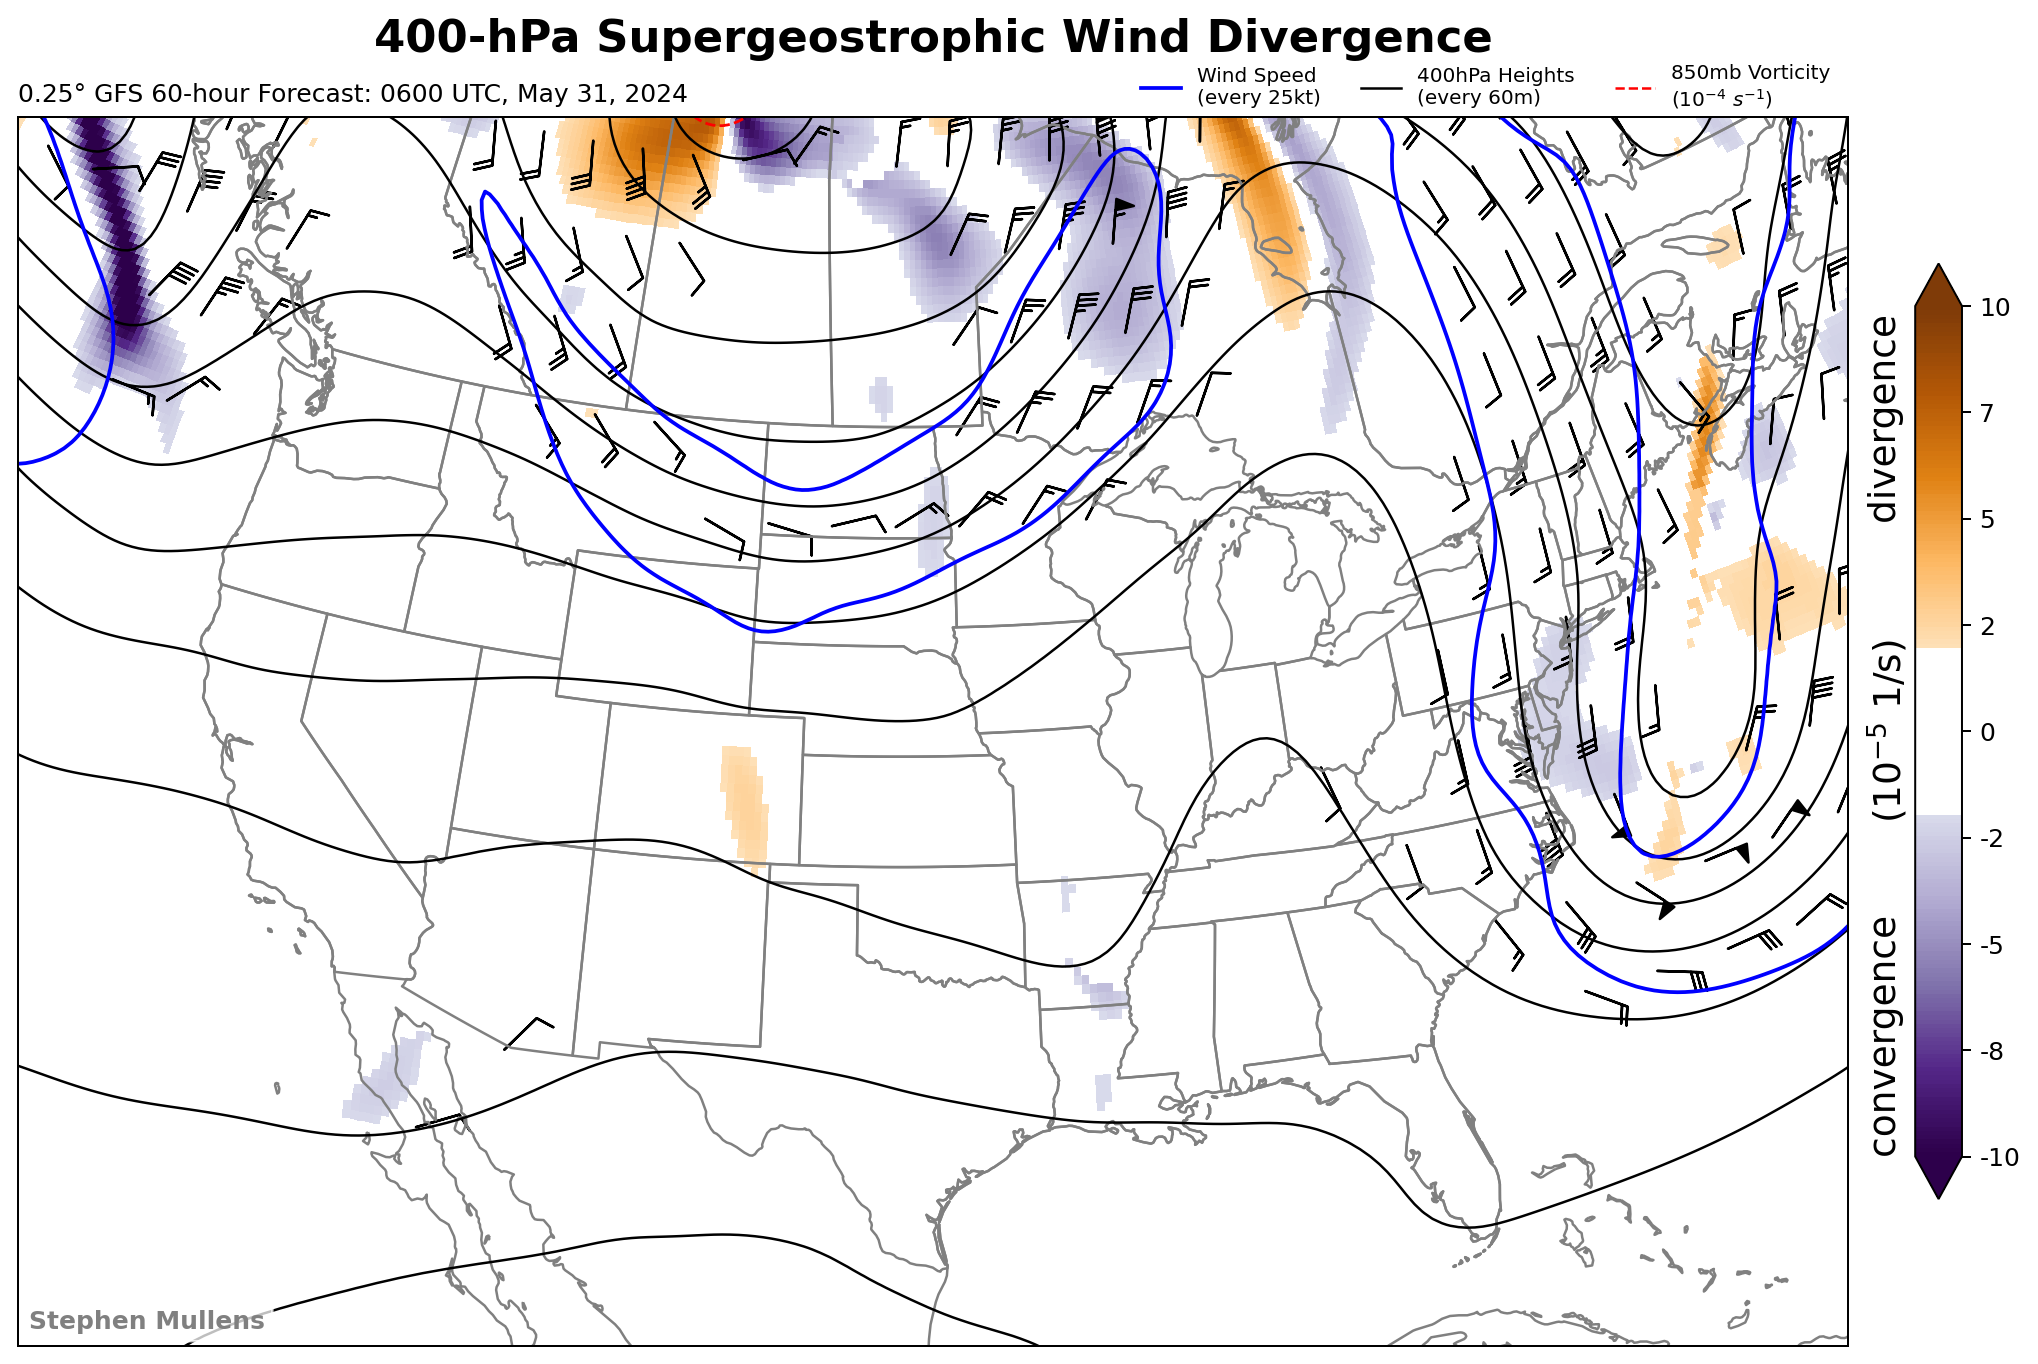 400-hPa Supergeostrophic Wind Divergence
0.25° GFS 60-hour Forecast: 0600 UTC, May 31, 2024
Wind Speed
(every 25kt)
400hPa Heights
(every 60m)
850mb Vorticity
(10⁻⁴ s⁻¹)
10
7
5
2
0
-2
-5
-8
-10
convergence (10⁻⁵ 1/s) divergence
Stephen Mullens